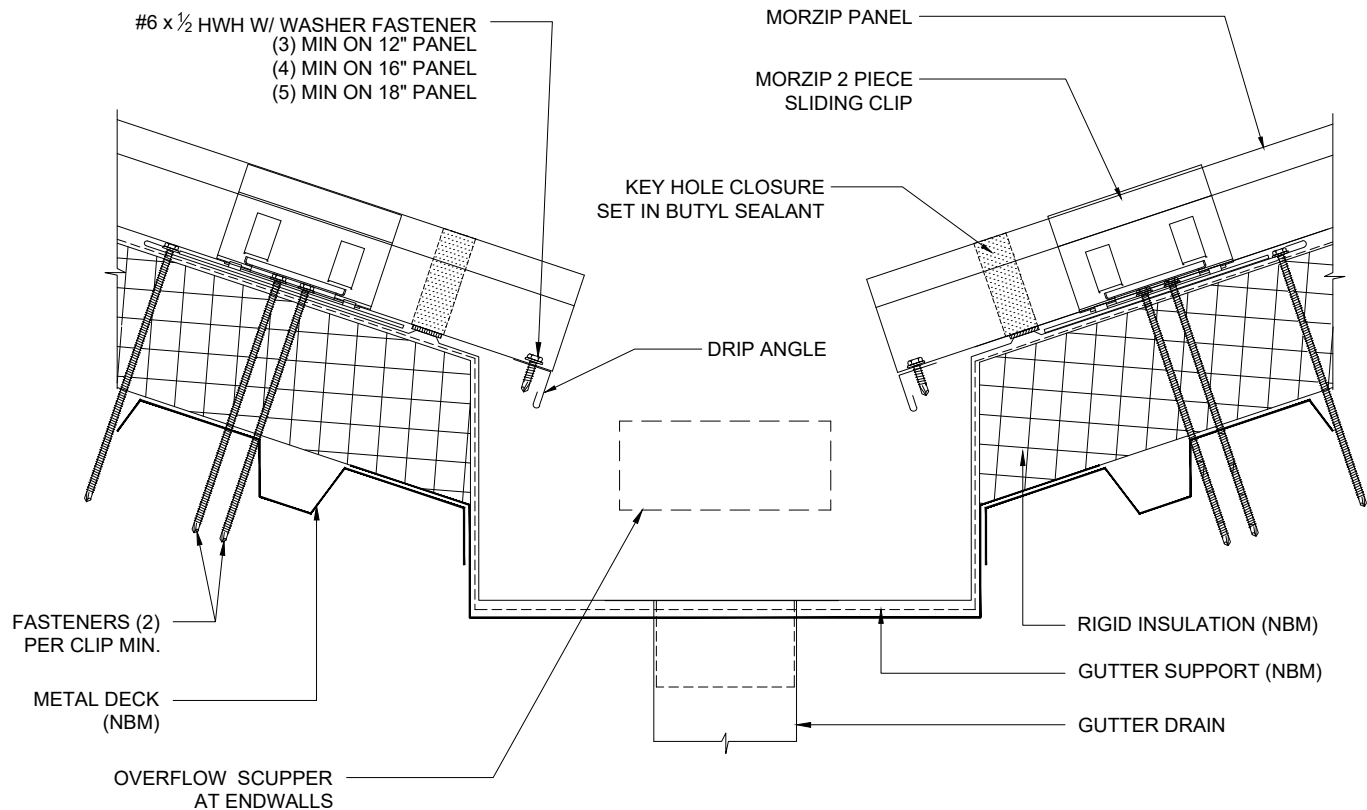 #6 x 1/2 HWH W/ WASHER FASTENER
(3) MIN ON 12" PANEL
(4) MIN ON 16" PANEL
(5) MIN ON 18" PANEL
MORZIP PANEL
MORZIP 2 PIECE
SLIDING CLIP
KEY HOLE CLOSURE
SET IN BUTYL SEALANT
DRIP ANGLE
FASTENERS (2)
PER CLIP MIN.
METAL DECK
(NBM)
OVERFLOW SCUPPER
AT ENDWALLS
RIGID INSULATION (NBM)
GUTTER SUPPORT (NBM)
GUTTER DRAIN